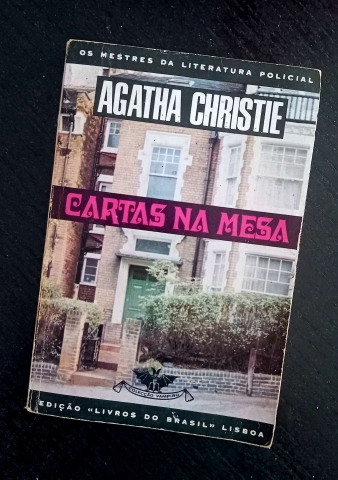 OS MESTRES DA LITERATURA POLICIAL
AGATHA CHRISTIE
CARTAS NA MESA
COLECÇÃO VAMPIRO
EDIÇÃO «LIVROS DO BRASIL» LISBOA